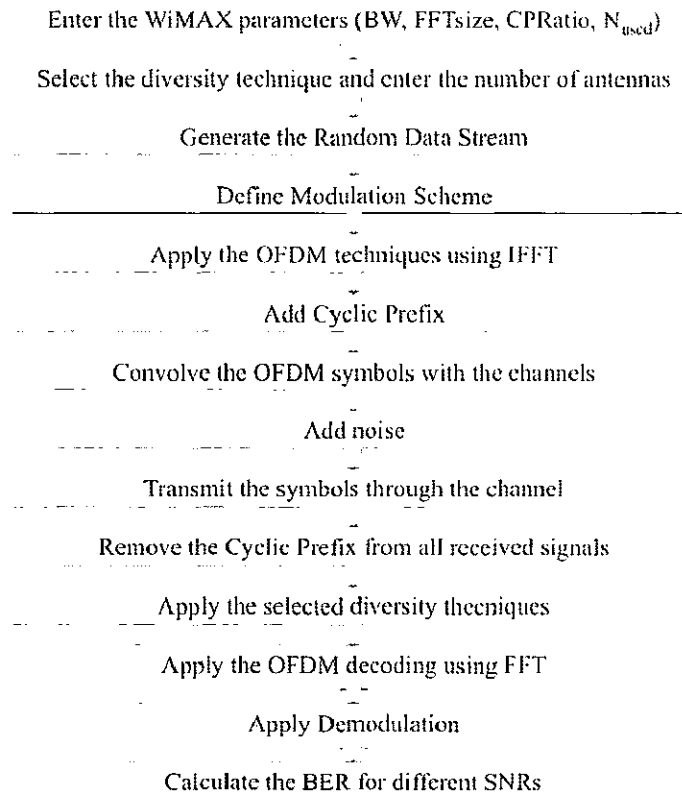 Enter the WiMAX parameters (BW, FFTsize, CPRatio, N_used)
Select the diversity technique and enter the number of antennas
Generate the Random Data Stream
Define Modulation Scheme
Apply the OFDM techniques using IFFT
Add Cyclic Prefix
Convolve the OFDM symbols with the channels
Add noise
Transmit the symbols through the channel
Remove the Cyclic Prefix from all received signals
Apply the selected diversity thecniques
Apply the OFDM decoding using FFT
Apply Demodulation
Calculate the BER for different SNRs